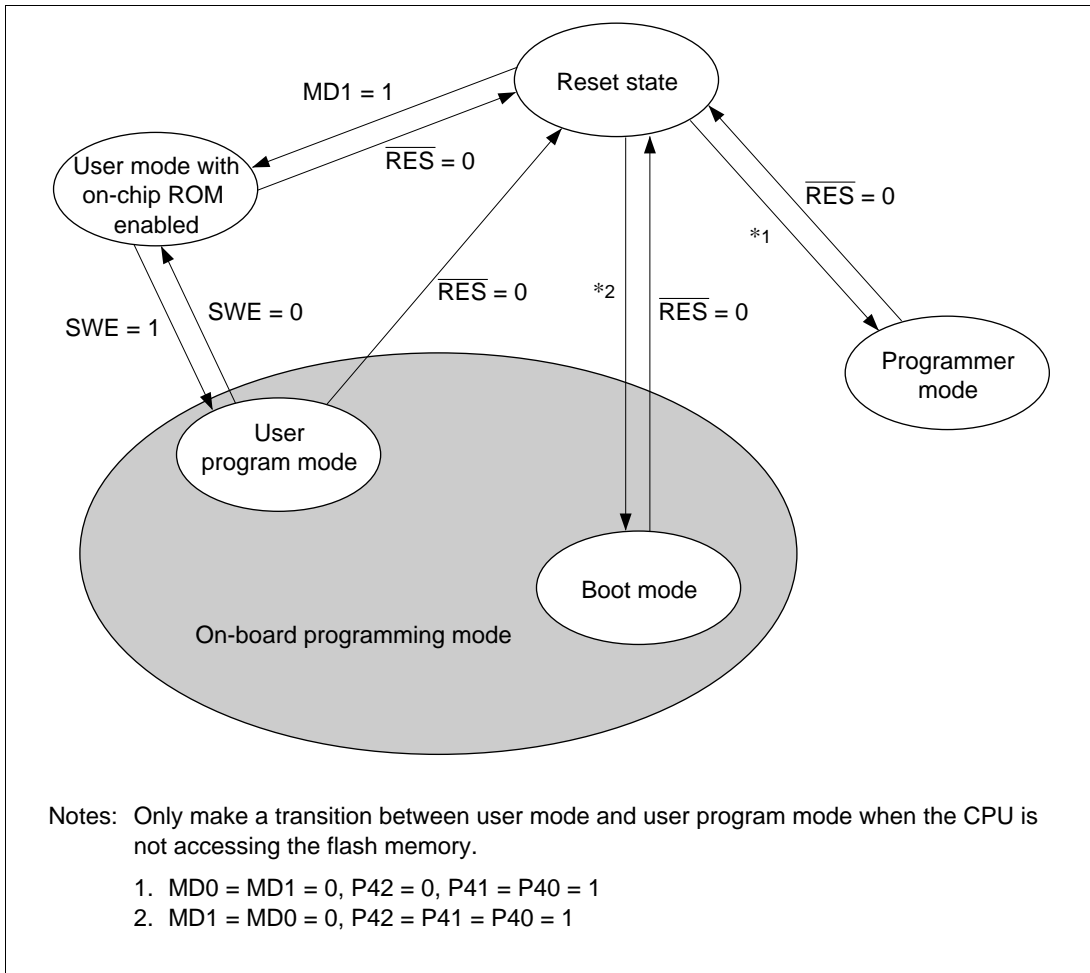 Reset state
MD1 = 1
RES = 0
User mode with
on-chip ROM
enabled
RES = 0
*1
RES = 0
*2
RES = 0
SWE = 0
SWE = 1
Programmer
mode
User
program mode
Boot mode
On-board programming mode
Notes: Only make a transition between user mode and user program mode when the CPU is
not accessing the flash memory.
1. MD0 = MD1 = 0, P42 = 0, P41 = P40 = 1
2. MD1 = MD0 = 0, P42 = P41 = P40 = 1